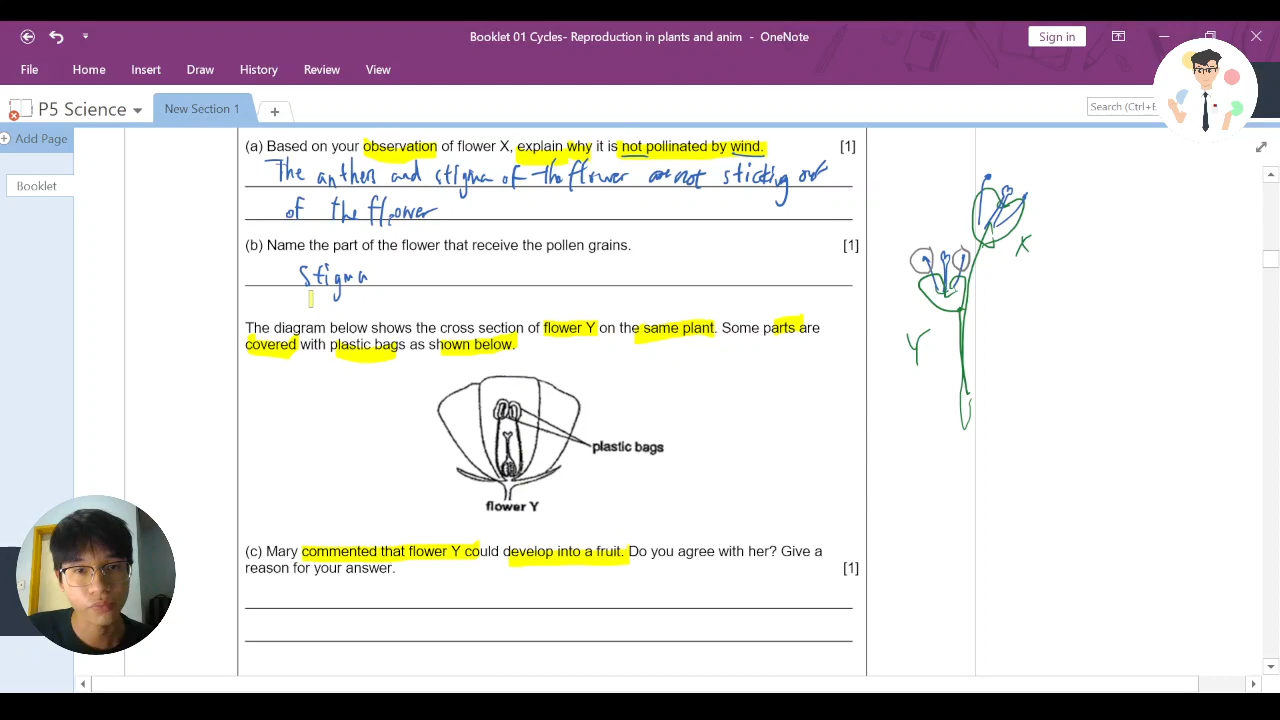 Booklet 01 Cycles- Reproduction in plants and anim - OneNote
Sign in
File Home Insert Draw History Review View
P5 Science
New Section 1
+
Search (Ctrl+E
Add Page
Booklet
(a) Based on your observation of flower X, explain why it is not pollinated by wind. [1]
The anthers and stigma of the flower are not sticking out
of the flower
(b) Name the part of the flower that receive the pollen grains. [1]
Stigma
The diagram below shows the cross section of flower Y on the same plant. Some parts are
covered with plastic bags as shown below.
plastic bags
flower Y
X
Y
(c) Mary commented that flower Y could develop into a fruit. Do you agree with her? Give a
reason for your answer. [1]